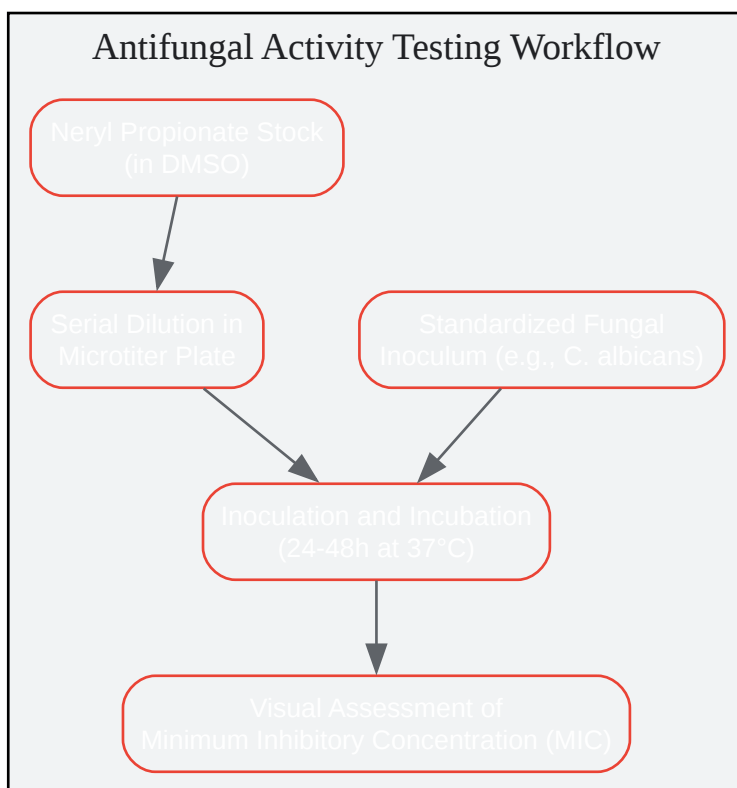 Antifungal Activity Testing Workflow
Neryl Propionate Stock
(in DMSO)
Serial Dilution in
Microtiter Plate
Standardized Fungal
Inoculum (e.g., C. albicans)
Inoculation and Incubation
(24-48h at 37°C)
Visual Assessment of
Minimum Inhibitory Concentration (MIC)